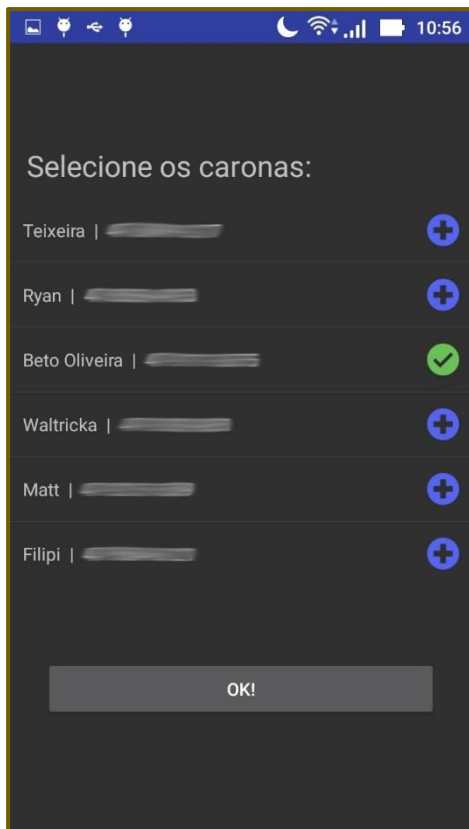 10:56
Selecione os caronas:
Teixeira |
Ryan |
Beto Oliveira |
Waltricka |
Matt |
Filipi |
OK!